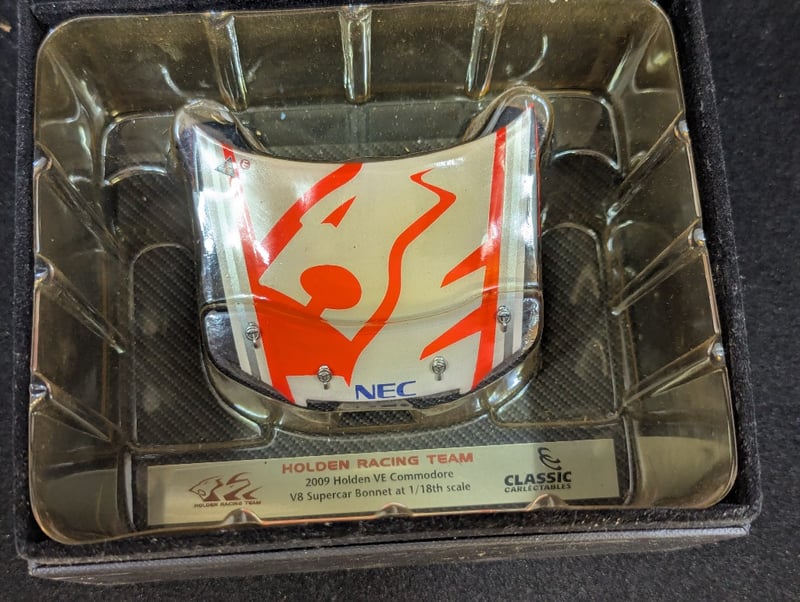 NEC
HOLDEN RACING TEAM
2009 Holden VE Commodore
V8 Supercar Bonnet at 1/18th scale
HOLDEN RACING TEAM
CLASSIC
CARLECTABLES